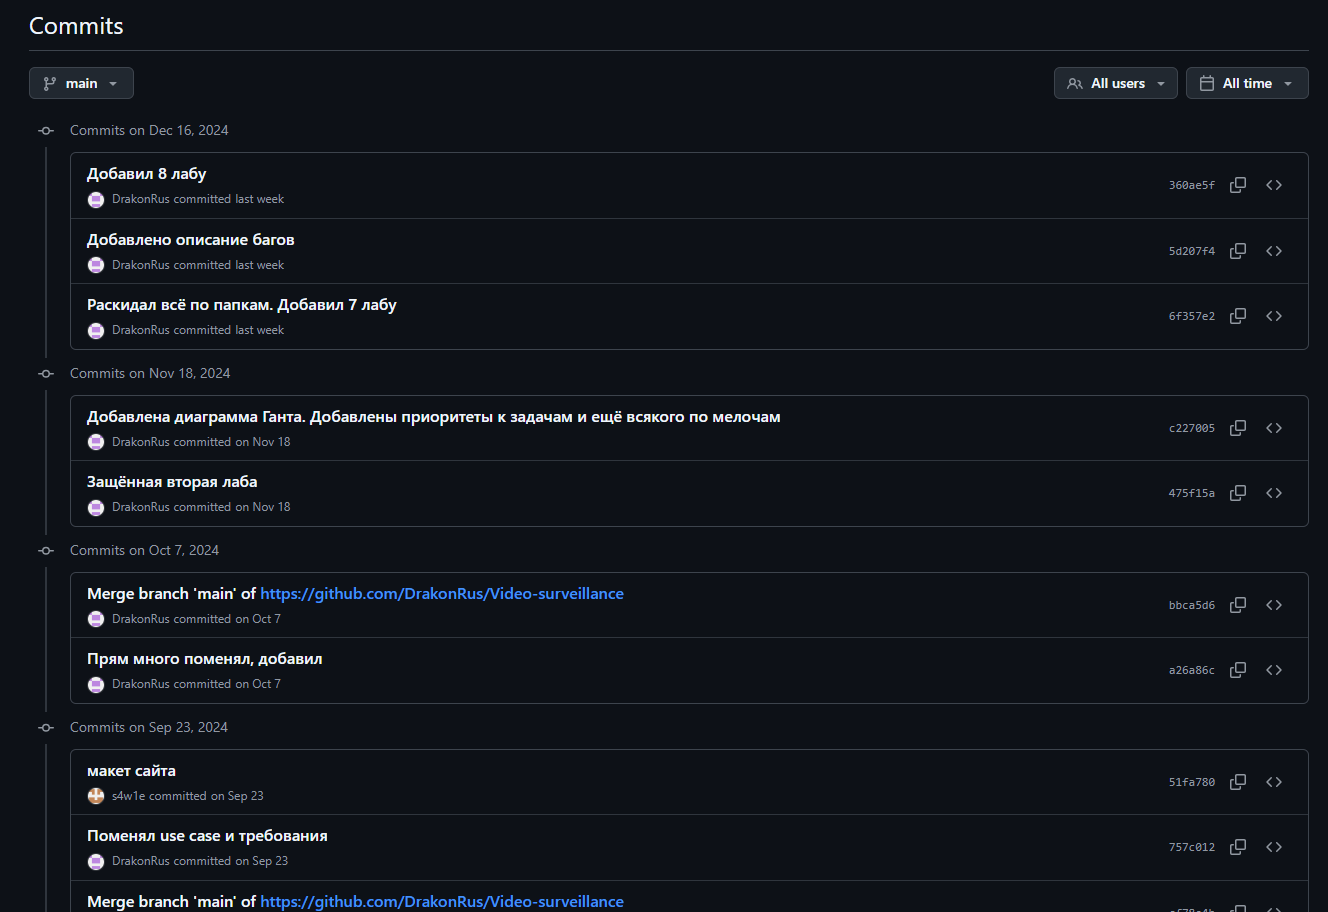 Commits
main
All users
All time
Commits on Dec 16, 2024
Добавил 8 лабу
DrakonRus committed last week
360ae5f
Добавлено описание багов
DrakonRus committed last week
5d207f4
Раскидал всё по папкам. Добавил 7 лабу
DrakonRus committed last week
6f357e2
Commits on Nov 18, 2024
Добавлена диаграмма Ганта. Добавлены приоритеты к задачам и ещё всякого по мелочам
DrakonRus committed on Nov 18
c227005
Защённая вторая лаба
DrakonRus committed on Nov 18
475f15a
Commits on Oct 7, 2024
Merge branch 'main' of https://github.com/DrakonRus/Video-surveillance
DrakonRus committed on Oct 7
bbca5d6
Прям много поменял, добавил
DrakonRus committed on Oct 7
a26a86c
Commits on Sep 23, 2024
макет сайта
s4w1e committed on Sep 23
51fa780
Поменял use case и требования
DrakonRus committed on Sep 23
757c012
Merge branch 'main' of https://github.com/DrakonRus/Video-surveillance